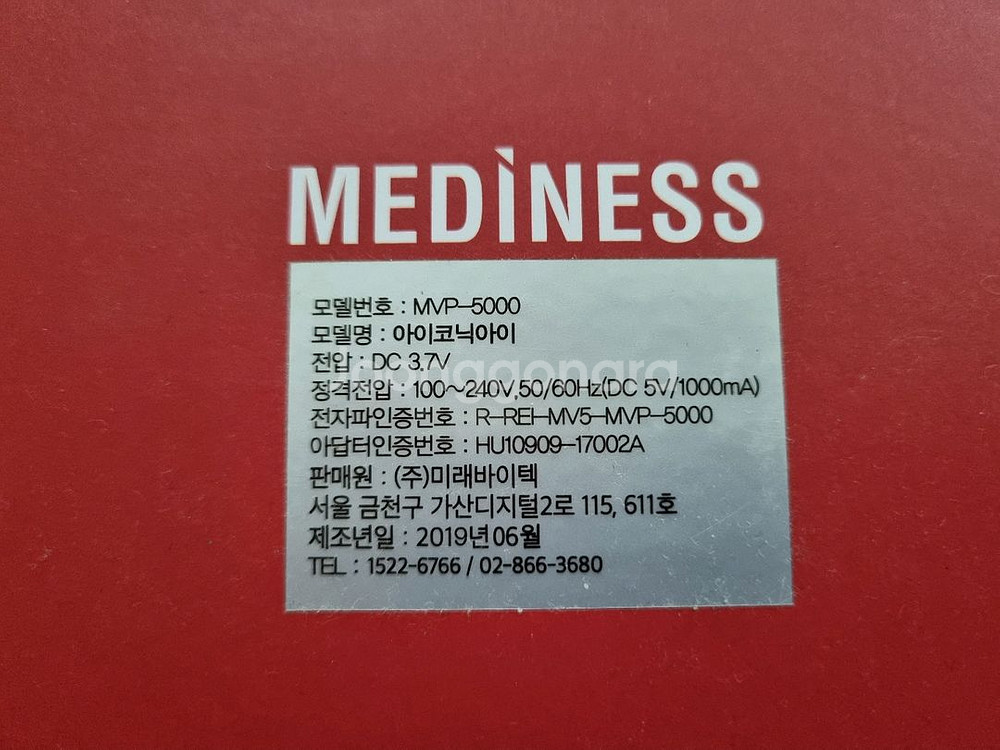 MEDINESS
모델번호 : MVP-5000
모델명 : 아이코닉아이
전압 : DC 3.7V
joonggonara
정격전압 : 100~240V,50/60Hz(DC 5V/1000mA)
전자파인증번호 : R-REI-MV5-MVP-5000
아답터인증번호 : HU10909-17002A
판매원 : (주)미래바이텍
서울 금천구 가산디지털2로 115, 611호
제조년일 : 2019년06월
TEL : 1522-6766 / 02-866-3680